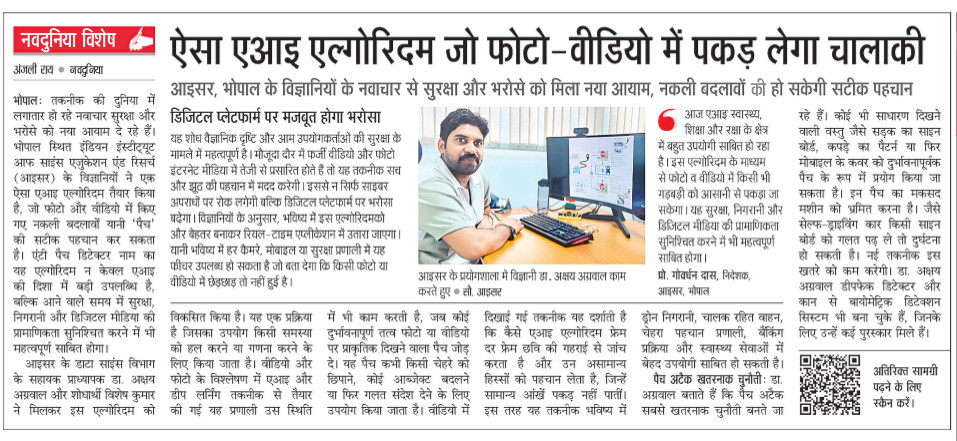 नवदुनिया विशेष
ऐसा एआइ एल्गोरिदम जो फोटो-वीडियो में पकड़ लेगा चालाकी
आइसर, भोपाल के विज्ञानियों के नवाचार से सुरक्षा और भरोसे को मिला नया आयाम, नकली बदलावों की हो सकेगी सटीक पहचान
अंजली राय ● नवदुनिया
भोपाल: तकनीक की दुनिया में
लगातार हो रहे नवाचार सुरक्षा और
भरोसे को नया आयाम दे रहे हैं।
भोपाल स्थित इंडियन इंस्टीट्यूट
आफ साइंस एजुकेशन एंड रिसर्च
(आइसर) के विज्ञानियों ने एक
ऐसा एआइ एल्गोरिदम तैयार किया
है, जो फोटो और वीडियो में किए
गए नकली बदलावों यानी 'पैच'
की सटीक पहचान कर सकता
है। एंटी पैच डिटेक्टर नाम का
यह एल्गोरिदम न केवल एआइ
की दिशा में बड़ी उपलब्धि है,
बल्कि आने वाले समय में सुरक्षा,
निगरानी और डिजिटल मीडिया की
प्रामाणिकता सुनिश्चित करने में भी
महत्वपूर्ण साबित होगा।
आइसर के डाटा साइंस विभाग
के सहायक प्राध्यापक डा. अक्षय
अग्रवाल और शोधार्थी विशेष कुमार
ने मिलकर इस एल्गोरिदम को
डिजिटल प्लेटफार्म पर मजबूत होगा भरोसा
यह शोध वैज्ञानिक दृष्टि और आम उपयोगकर्ताओं की सुरक्षा के
मामले में महत्वपूर्ण है। मौजूदा दौर में फर्जी वीडियो और फोटो
इंटरनेट मीडिया में तेजी से प्रसारित होते हैं तो यह तकनीक सच
और झूठ की पहचान में मदद करेगी। इससे न सिर्फ साइबर
अपराधों पर रोक लगेगी बल्कि डिजिटल प्लेटफार्म पर भरोसा
बढ़ेगा। विज्ञानियों के अनुसार, भविष्य में इस एल्गोरिदमको
और बेहतर बनाकर रियल-टाइम एप्लीकेशन में उतारा जाएगा।
यानी भविष्य में हर कैमरे, मोबाइल या सुरक्षा प्रणाली में यह
फीचर उपलब्ध हो सकता है जो बता देगा कि किसी फोटो या
वीडियो में छेड़छाड़ तो नहीं हुई है।
आइसर के प्रयोगशाला में विज्ञानी डा. अक्षय अग्रवाल काम
करते हुए ● सौ. आइसर
आज एआइ स्वास्थ्य,
शिक्षा और रक्षा के क्षेत्र
में बहुत उपयोगी साबित हो रहा
है। इस एल्गोरिदम के माध्यम
से फोटो व वीडियो में किसी भी
गड़बड़ी को आसानी से पकड़ा जा
सकेगा। यह सुरक्षा, निगरानी और
डिजिटल मीडिया की प्रामाणिकता
सुनिश्चित करने में भी महत्वपूर्ण
साबित होगा।
प्रो. गोवर्धन दास, निदेशक,
आइसर, भोपाल
विकसित किया है। यह एक प्रक्रिया
है जिसका उपयोग किसी समस्या
को हल करने या गणना करने के
लिए किया जाता है। वीडियो और
फोटो के विश्लेषण में एआइ और
डीप लर्निंग तकनीक से तैयार
की गई यह प्रणाली उस स्थिति
में भी काम करती है, जब कोई
दुर्भावनापूर्ण तत्व फोटो या वीडियो
पर प्राकृतिक दिखने वाला पैच जोड़
दे। यह पैच कभी किसी चेहरे को
छिपाने, कोई आब्जेक्ट बदलने
या फिर गलत संदेश देने के लिए
उपयोग किया जाता है। वीडियो में
दिखाई गई तकनीक यह दर्शाती है
कि कैसे एआइ एल्गोरिदम फ्रेम
दर फ्रेम छवि की गहराई से जांच
करता है और उन असामान्य
हिस्सों को पहचान लेता है, जिन्हें
सामान्य आंखें पकड़ नहीं पातीं।
इस तरह यह तकनीक भविष्य में
ड्रोन निगरानी, चालक रहित वाहन,
चेहरा पहचान प्रणाली, बैंकिंग
प्रक्रिया और स्वास्थ्य सेवाओं में
बेहद उपयोगी साबित हो सकती है।
पैच अटैक खतरनाक चुनौती: डा.
अग्रवाल बताते हैं कि पैच अटैक
सबसे खतरनाक चुनौती बनते जा
रहे हैं। कोई भी साधारण दिखने
वाली वस्तु जैसे सड़क का साइन
बोर्ड, कपड़े का पैटर्न या फिर
मोबाइल के कवर को दुर्भावनापूर्वक
पैच के रूप में प्रयोग किया जा
सकता है। इन पैच का मकसद
मशीन को भ्रमित करना है। जैसे
सेल्फ-ड्राइविंग कार किसी साइन
बोर्ड को गलत पढ़ ले तो दुर्घटना
हो सकती है। नई तकनीक इस
खतरे को कम करेगी। डा. अक्षय
अग्रवाल डीपफेक डिटेक्टर और
कान से बायोमेट्रिक डिटेक्शन
सिस्टम भी बना चुके हैं, जिनके
लिए उन्हें कई पुरस्कार मिले हैं।
अतिरिक्त सामग्री
पढ़ने के लिए
स्कैन करें।